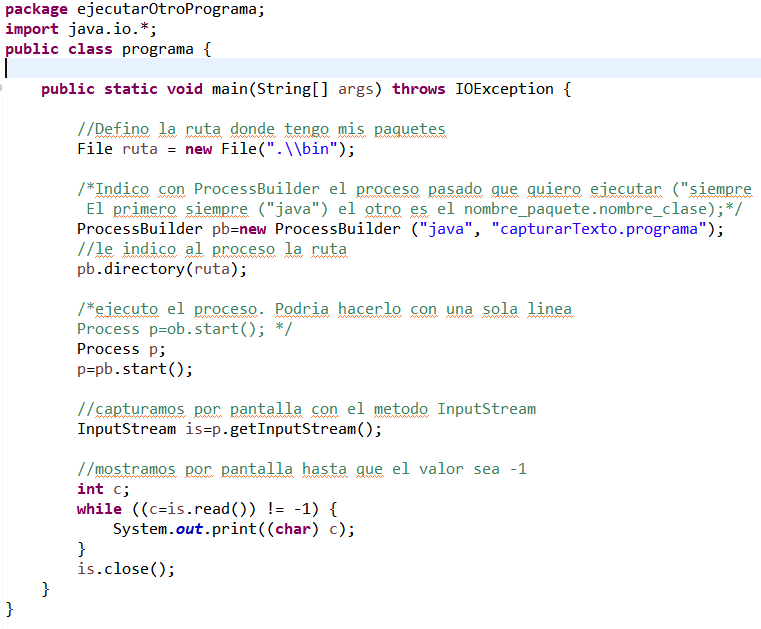 package ejecutarOtroPrograma;
import java.io.*;
public class programa {
public static void main(String[] args) throws IOException {
//Defino la ruta donde tengo mis paquetes
File ruta = new File(".\\bin");
/*Indico con ProcessBuilder el proceso pasado que quiero ejecutar ("siempre
El primero siempre ("java") el otro es el nombre_paquete.nombre_clase);*/
ProcessBuilder pb=new ProcessBuilder ("java", "capturarTexto.programa");
//le indico al proceso la ruta
pb.directory(ruta);
/*ejecuto el proceso. Podria hacerlo con una sola linea
Process p=ob.start(); */
Process p;
p=pb.start();
//capturamos por pantalla con el metodo InputStream
InputStream is=p.getInputStream();
//mostramos por pantalla hasta que el valor sea -1
int c;
while ((c=is.read()) != -1) {
System.out.print((char) c);
}
is.close();
}
}